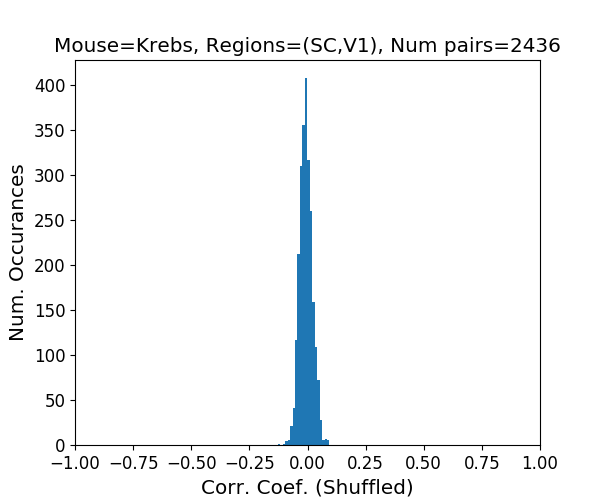 Mouse=Krebs, Regions=(SC,V1), Num pairs=2436
400
350
300
250
200
150
100
50
0
Num. Occurances
−1.00 −0.75 −0.50 −0.25 0.00 0.25 0.50 0.75 1.00
Corr. Coef. (Shuffled)